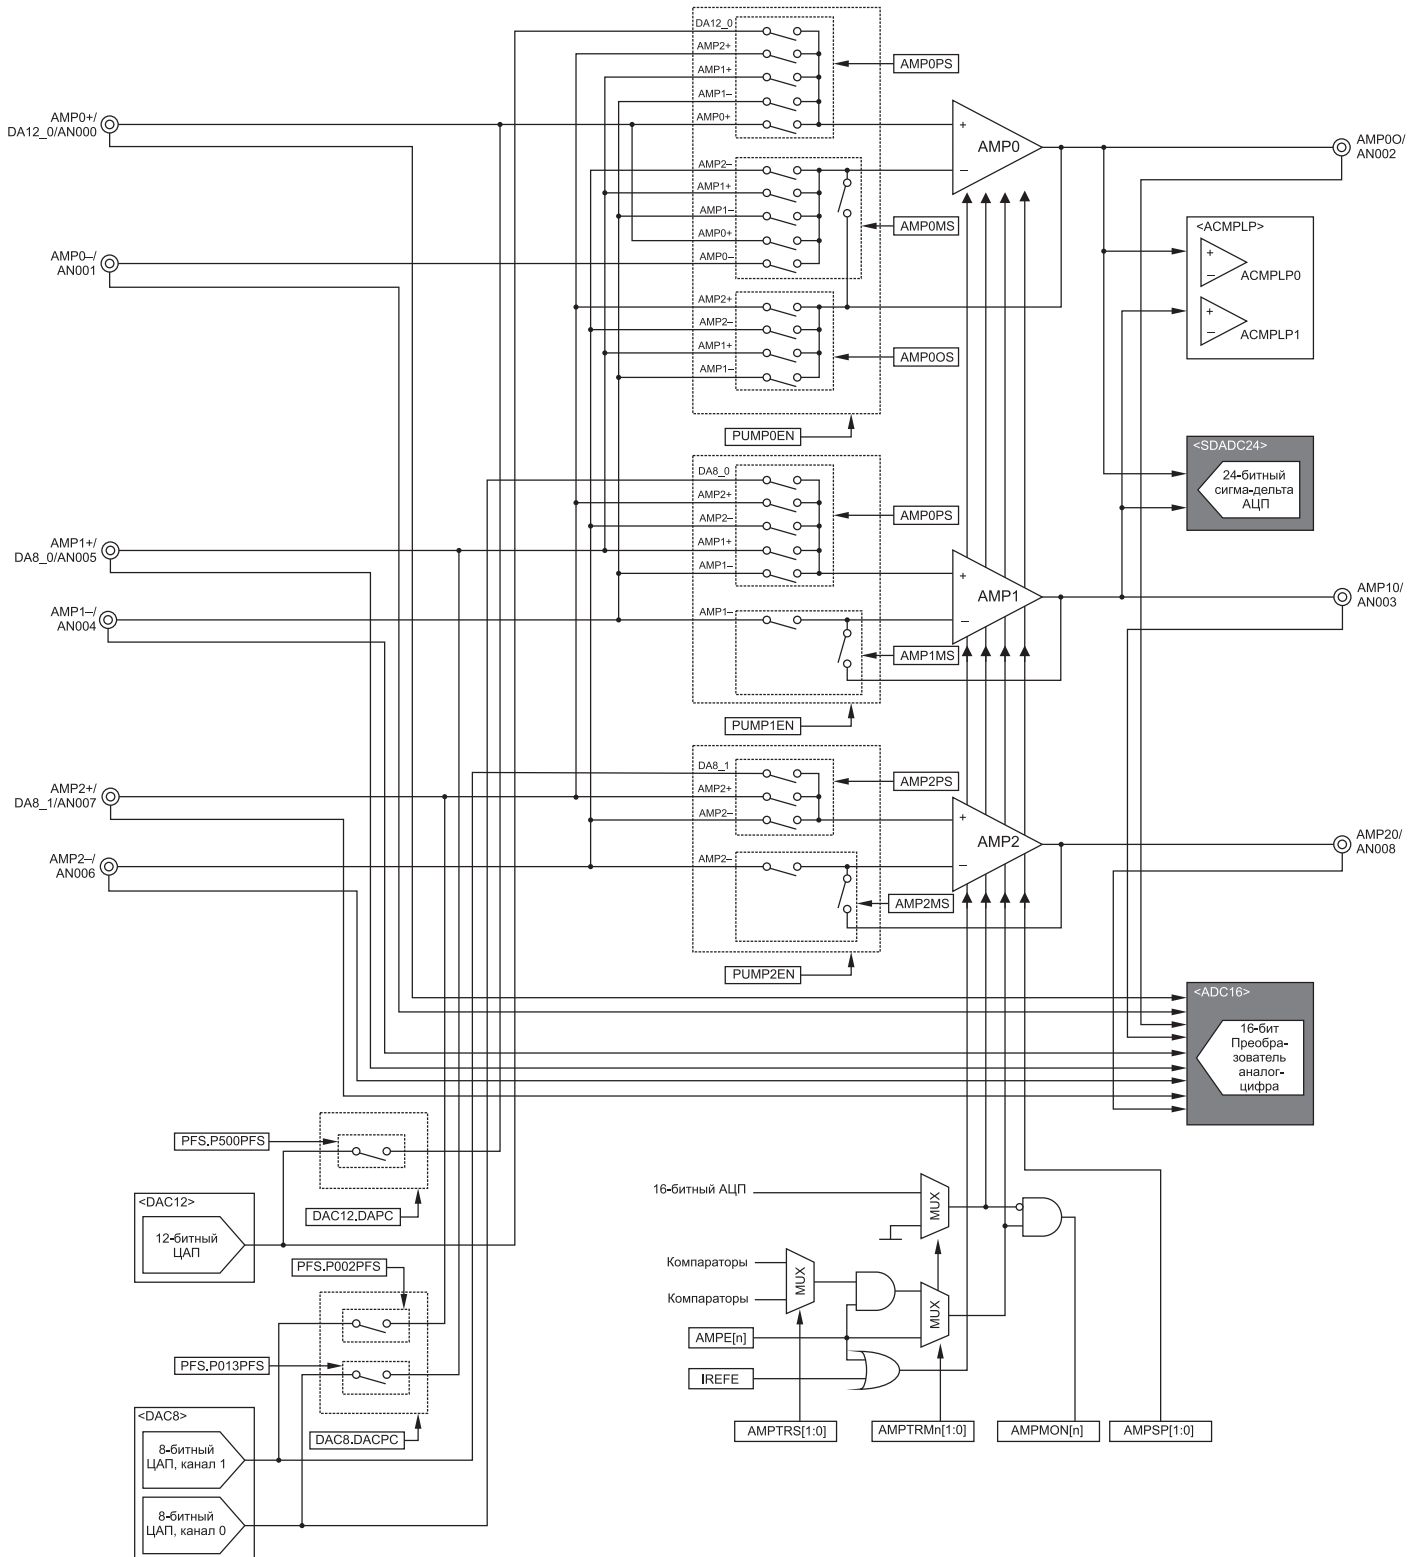 DA12_0
AMP2+
AMP1+
AMP1–
AMP0+
AMP0PS
AMP0+/
DA12_0/AN000
+
–
AMP0
AMP0O/
AN002
AMP2–
AMP1+
AMP1–
AMP0+
AMP0–
AMP0MS
<ACMPLP>
+
–
ACMPLP0
+
–
ACMPLP1
AMP0–/
AN001
AMP2+
AMP2–
AMP1+
AMP1–
AMP0OS
PUMP0EN
<SDADC24>
24-битный
сигма-дельта
АЦП
DA8_0
AMP2+
AMP2–
AMP1+
AMP1–
AMP0PS
AMP1+/
DA8_0/AN005
+
–
AMP1
AMP10/
AN003
AMP1–/
AN004
AMP1–
AMP1MS
PUMP1EN
DA8_1
AMP2+
AMP2–
AMP2PS
AMP2+/
DA8_1/AN007
+
–
AMP2
AMP20/
AN008
AMP2–/
AN006
AMP2–
AMP2MS
PUMP2EN
<ADC16>
16-бит
Преобра-
зователь
аналог-
цифра
PFS.P500PFS
<DAC12>
12-битный
ЦАП
DAC12.DAPC
PFS.P002PFS
PFS.P013PFS
<DAC8>
8-битный
ЦАП, канал 1
8-битный
ЦАП, канал 0
DAC8.DACPC
16-битный АЦП
MUX
Компараторы
Компараторы
MUX
MUX
AMPE[n]
IREFE
AMPTRS[1:0]
AMPTRMn[1:0]
AMPMON[n]
AMPSP[1:0]